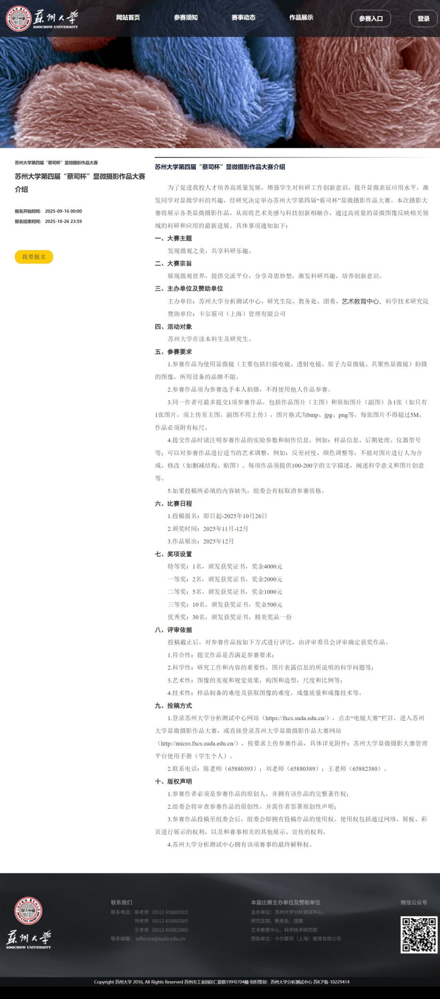 蘇州大学
SOOCHOW UNIVERSITY
网站首页
参赛须知
赛事动态
作品展示
参赛入口
登录
苏州大学第四届“蔡司杯”显微摄影作品大赛
苏州大学第四届“蔡司杯”显微摄影作品大赛
介绍
报名开始时间： 2025-09-16 00:00
报名结束时间： 2025-10-26 23:59
我要报名
苏州大学第四届“蔡司杯”显微摄影作品大赛介绍
为了促进我校人才培养高质量发展，增强学生对科研工作创新意识，提升显微表征应用水平，激
发同学对显微学科的兴趣，经研究决定举办苏州大学第四届“蔡司杯”显微摄影作品大赛。本次摄影大
赛将展示各类显微摄影作品，从而将艺术美感与科技创新相融合，通过高质量的显微图像反映相关领
域的科研和应用的最新进展。具体事项通知如下：
一、大赛主题
发现微观之美，共享科研乐趣。
二、大赛宗旨
展现微观世界，提供交流平台，分享奇思妙想，激发科研兴趣，培养创新意识。
三、主办单位及赞助单位
主办单位：苏州大学分析测试中心、研究生院、教务处、团委、艺术教育中心、科学技术研究院
赞助单位：卡尔蔡司（上海）管理有限公司
四、活动对象
苏州大学在读本科生及研究生。
五、参赛要求
1.参赛作品为使用显微镜（主要包括扫描电镜、透射电镜、原子力显微镜、共聚焦显微镜）拍摄
的图像，所用设备的品牌不限。
2.参赛作品须为参赛选手本人拍摄，不得使用他人作品参赛。
3.同一作者可最多提交1项参赛作品，包括作品图片（主图）和原始图片（副图）各1张（如只有
1张图片，须上传至主图，副图不用上传），图片格式为bmp、jpg、png等，每张图片不得超过5M，
作品必须附有标尺。
4.提交作品时请注明参赛作品的实验参数和制作信息，例如：样品信息、后期处理、仪器型号
等；可以对参赛作品进行适当的艺术调整，例如：反差衬度、颜色调整等，不能对图片进行人为合
成、修改（如删减结构、贴图）。每项作品须提供100-200字的文字描述，阐述科学意义和图片创意
等。
5.如果投稿所必填的内容缺失，组委会有权取消参赛资格。
六、比赛日程
1.投稿报名：即日起-2025年10月26日
2.颁奖时间：2025年11月-12月
3.作品展出：2025年12月
七、奖项设置
特等奖：1名，颁发获奖证书，奖金4000元
一等奖：2名，颁发获奖证书，奖金2000元
二等奖：5名，颁发获奖证书，奖金1000元
三等奖：10名，颁发获奖证书，奖金500元
优秀奖：30名，颁发获奖证书，精美奖品一份
八、评审依据
投稿截止后，对参赛作品按如下方式进行评比，由评审委员会评审确定获奖作品。
1.符合性：提交作品是否满足参赛要求；
2.科学性：研究工作和内容的重要性，图片表露信息的所说明的科学问题等；
3.艺术性：图像的美观和视觉效果，构图和造型，尺度和比例等；
4.技术性：样品制备的难度及获取图像的难度，成像质量和成像技术等。
九、投稿方式
1.登录苏州大学分析测试中心网站（https://fxcs.suda.edu.cn/），点击“电镜大赛”栏目，进入苏州
大学显微摄影作品大赛，或直接登录苏州大学显微摄影作品大赛网站
（http://micro.fxcs.suda.edu.cn/），按要求上传参赛作品，具体详见附件：苏州大学显微摄影大赛管理
平台使用手册（学生个人）。
2.联系电话：陈老师（65880393）；刘老师（65880389）；王老师（65882380）。
十、版权声明
1.参赛作者必须是参赛作品的原创人，并拥有该作品的完整著作权；
2.组委会将审查参赛作品的原创性，并需作者签署原创性声明；
3.参赛作品投稿至组委会后，组委会即拥有投稿作品的使用权。使用权包括通过网络、展板、彩
页进行展示的权利，以及和赛事相关的其他展示、宣传的权利。
4.苏州大学分析测试中心拥有该项赛事的最终解释权。
蘇州大学
SOOCHOW UNIVERSITY
联系我们
联系电话：陈老师（0512-65880393）
刘老师（0512-65880389）
王老师（0512-65882380）
联系邮箱： sdfxcszx@suda.edu.cn
本届比赛主办单位及赞助单位
主办单位：苏州大学分析测试中心、
研究生院、教务处、团委
艺术教育中心、科学技术研究院
赞助单位：卡尔蔡司（上海）管理有限公司
微信公众号
Copyright 苏州大学 2016, All Rights Reserved 苏州市工业园区仁爱路199号704幢 组织策划：苏州大学分析测试中心 苏ICP备-10229414